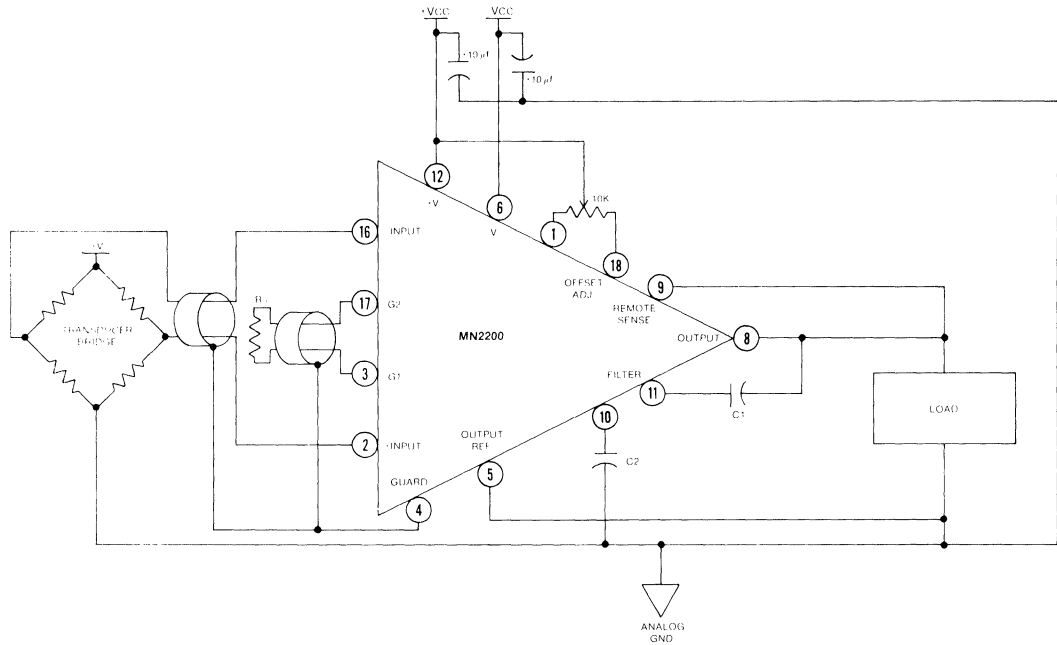 +VCC
VCC
10µf
10µf
12
+V
6
V
10K
1
18
OFFSET
ADJ
9
REMOTE
SENSE
16
INPUT
+V
TRANSDUCER
BRIDGE
17
G2
MN2200
OUTPUT
8
3
G1
FILTER
11
C1
LOAD
10
C2
2
+INPUT
OUTPUT
REF
5
GUARD
4
ANALOG
GND